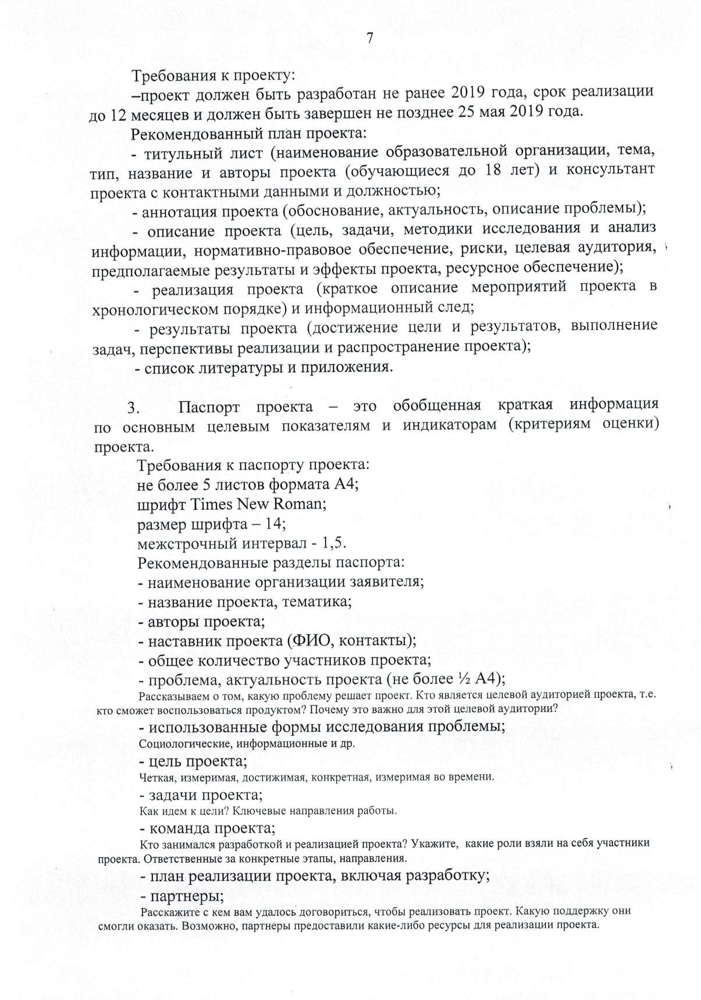 7
Требования к проекту:
–проект должен быть разработан не ранее 2019 года, срок реализации
до 12 месяцев и должен быть завершен не позднее 25 мая 2019 года.
Рекомендованный план проекта:
- титульный лист (наименование образовательной организации, тема,
тип, название и авторы проекта (обучающиеся до 18 лет) и консультант
проекта с контактными данными и должностью;
- аннотация проекта (обоснование, актуальность, описание проблемы);
- описание проекта (цель, задачи, методики исследования и анализ
информации, нормативно-правовое обеспечение, риски, целевая аудитория,
предполагаемые результаты и эффекты проекта, ресурсное обеспечение);
- реализация проекта (краткое описание мероприятий проекта в
хронологическом порядке) и информационный след;
- результаты проекта (достижение цели и результатов, выполнение
задач, перспективы реализации и распространение проекта);
- список литературы и приложения.
3. Паспорт проекта – это обобщенная краткая информация
по основным целевым показателям и индикаторам (критериям оценки)
проекта.
Требования к паспорту проекта:
не более 5 листов формата А4;
шрифт Times New Roman;
размер шрифта – 14;
межстрочный интервал - 1,5.
Рекомендованные разделы паспорта:
- наименование организации заявителя;
- название проекта, тематика;
- авторы проекта;
- наставник проекта (ФИО, контакты);
- общее количество участников проекта;
- проблема, актуальность проекта (не более ½ А4);
Рассказываем о том, какую проблему решает проект. Кто является целевой аудиторией проекта, т.е.
кто сможет воспользоваться продуктом? Почему это важно для этой целевой аудитории?
- использованные формы исследования проблемы;
Социологические, информационные и др.
- цель проекта;
Четкая, измеримая, достижимая, конкретная, измеримая во времени.
- задачи проекта;
Как идем к цели? Ключевые направления работы.
- команда проекта;
Кто занимался разработкой и реализацией проекта? Укажите, какие роли взяли на себя участники
проекта. Ответственные за конкретные этапы, направления.
- план реализации проекта, включая разработку;
- партнеры;
Расскажите с кем вам удалось договориться, чтобы реализовать проект. Какую поддержку они
смогли оказать. Возможно, партнеры предоставили какие-либо ресурсы для реализации проекта.